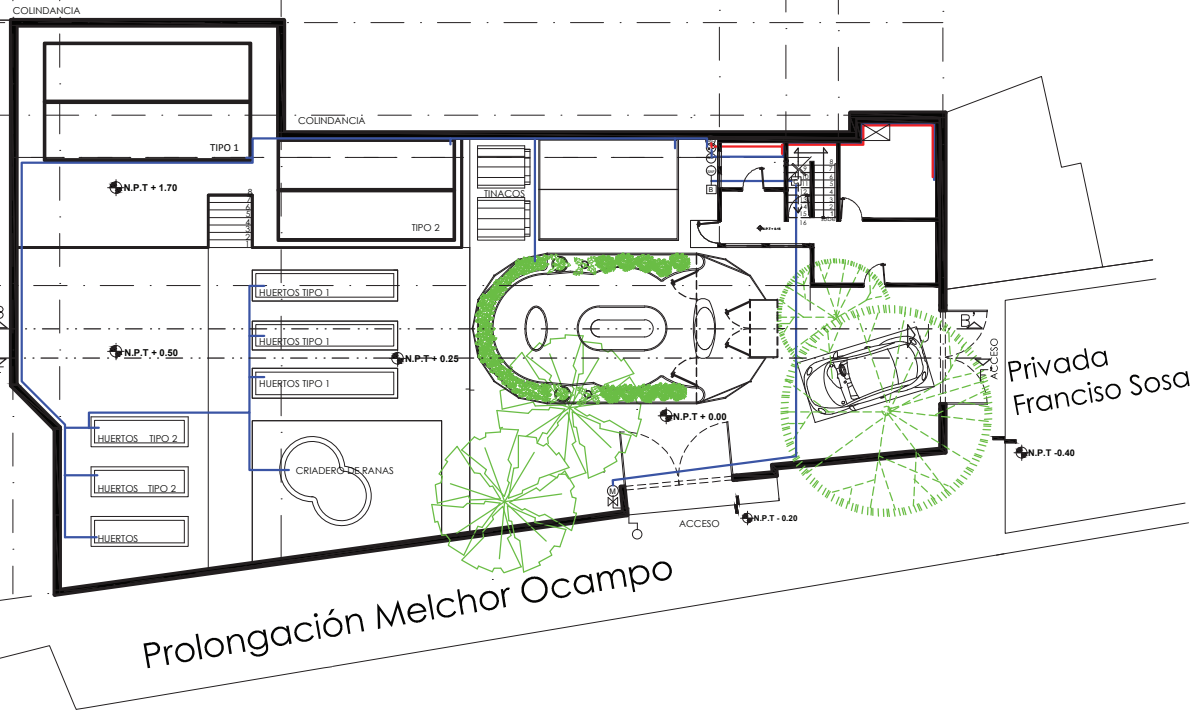 COLINDANCIA
COLINDANCIA
TIPO 1
N.P.T + 1.70
TINACOS
TIPO 2
B
16
HUERTOS TIPO 1
HUERTOS TIPO 1
HUERTOS TIPO 1
N.P.T + 0.50
N.P.T + 0.25
B'
ACCESO
Privada
Franciso Sosa
N.P.T + 0.00
HUERTOS TIPO 2
CRIADERO DE RANAS
N.P.T -0.40
HUERTOS TIPO 2
M
HUERTOS
ACCESO
N.P.T - 0.20
Prolongación Melchor Ocampo